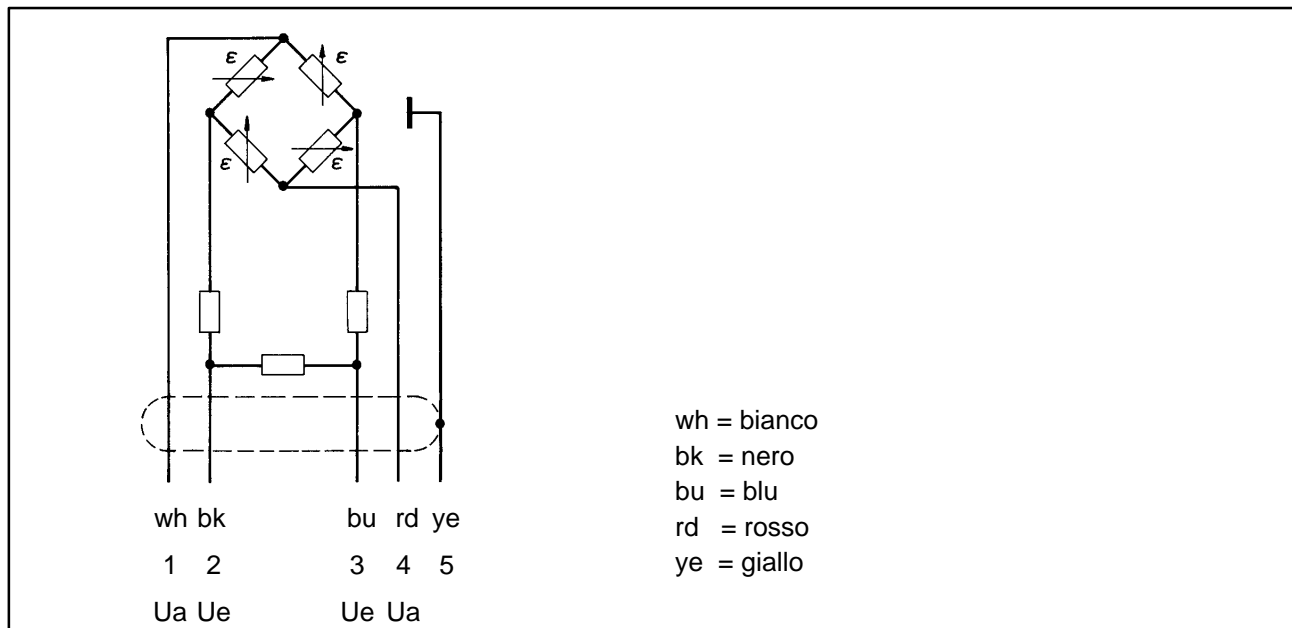 ε ε
ε ε
wh bk bu rd ye
1 2 3 4 5
Ua Ue Ue Ua
wh = bianco
bk = nero
bu = blu
rd = rosso
ye = giallo